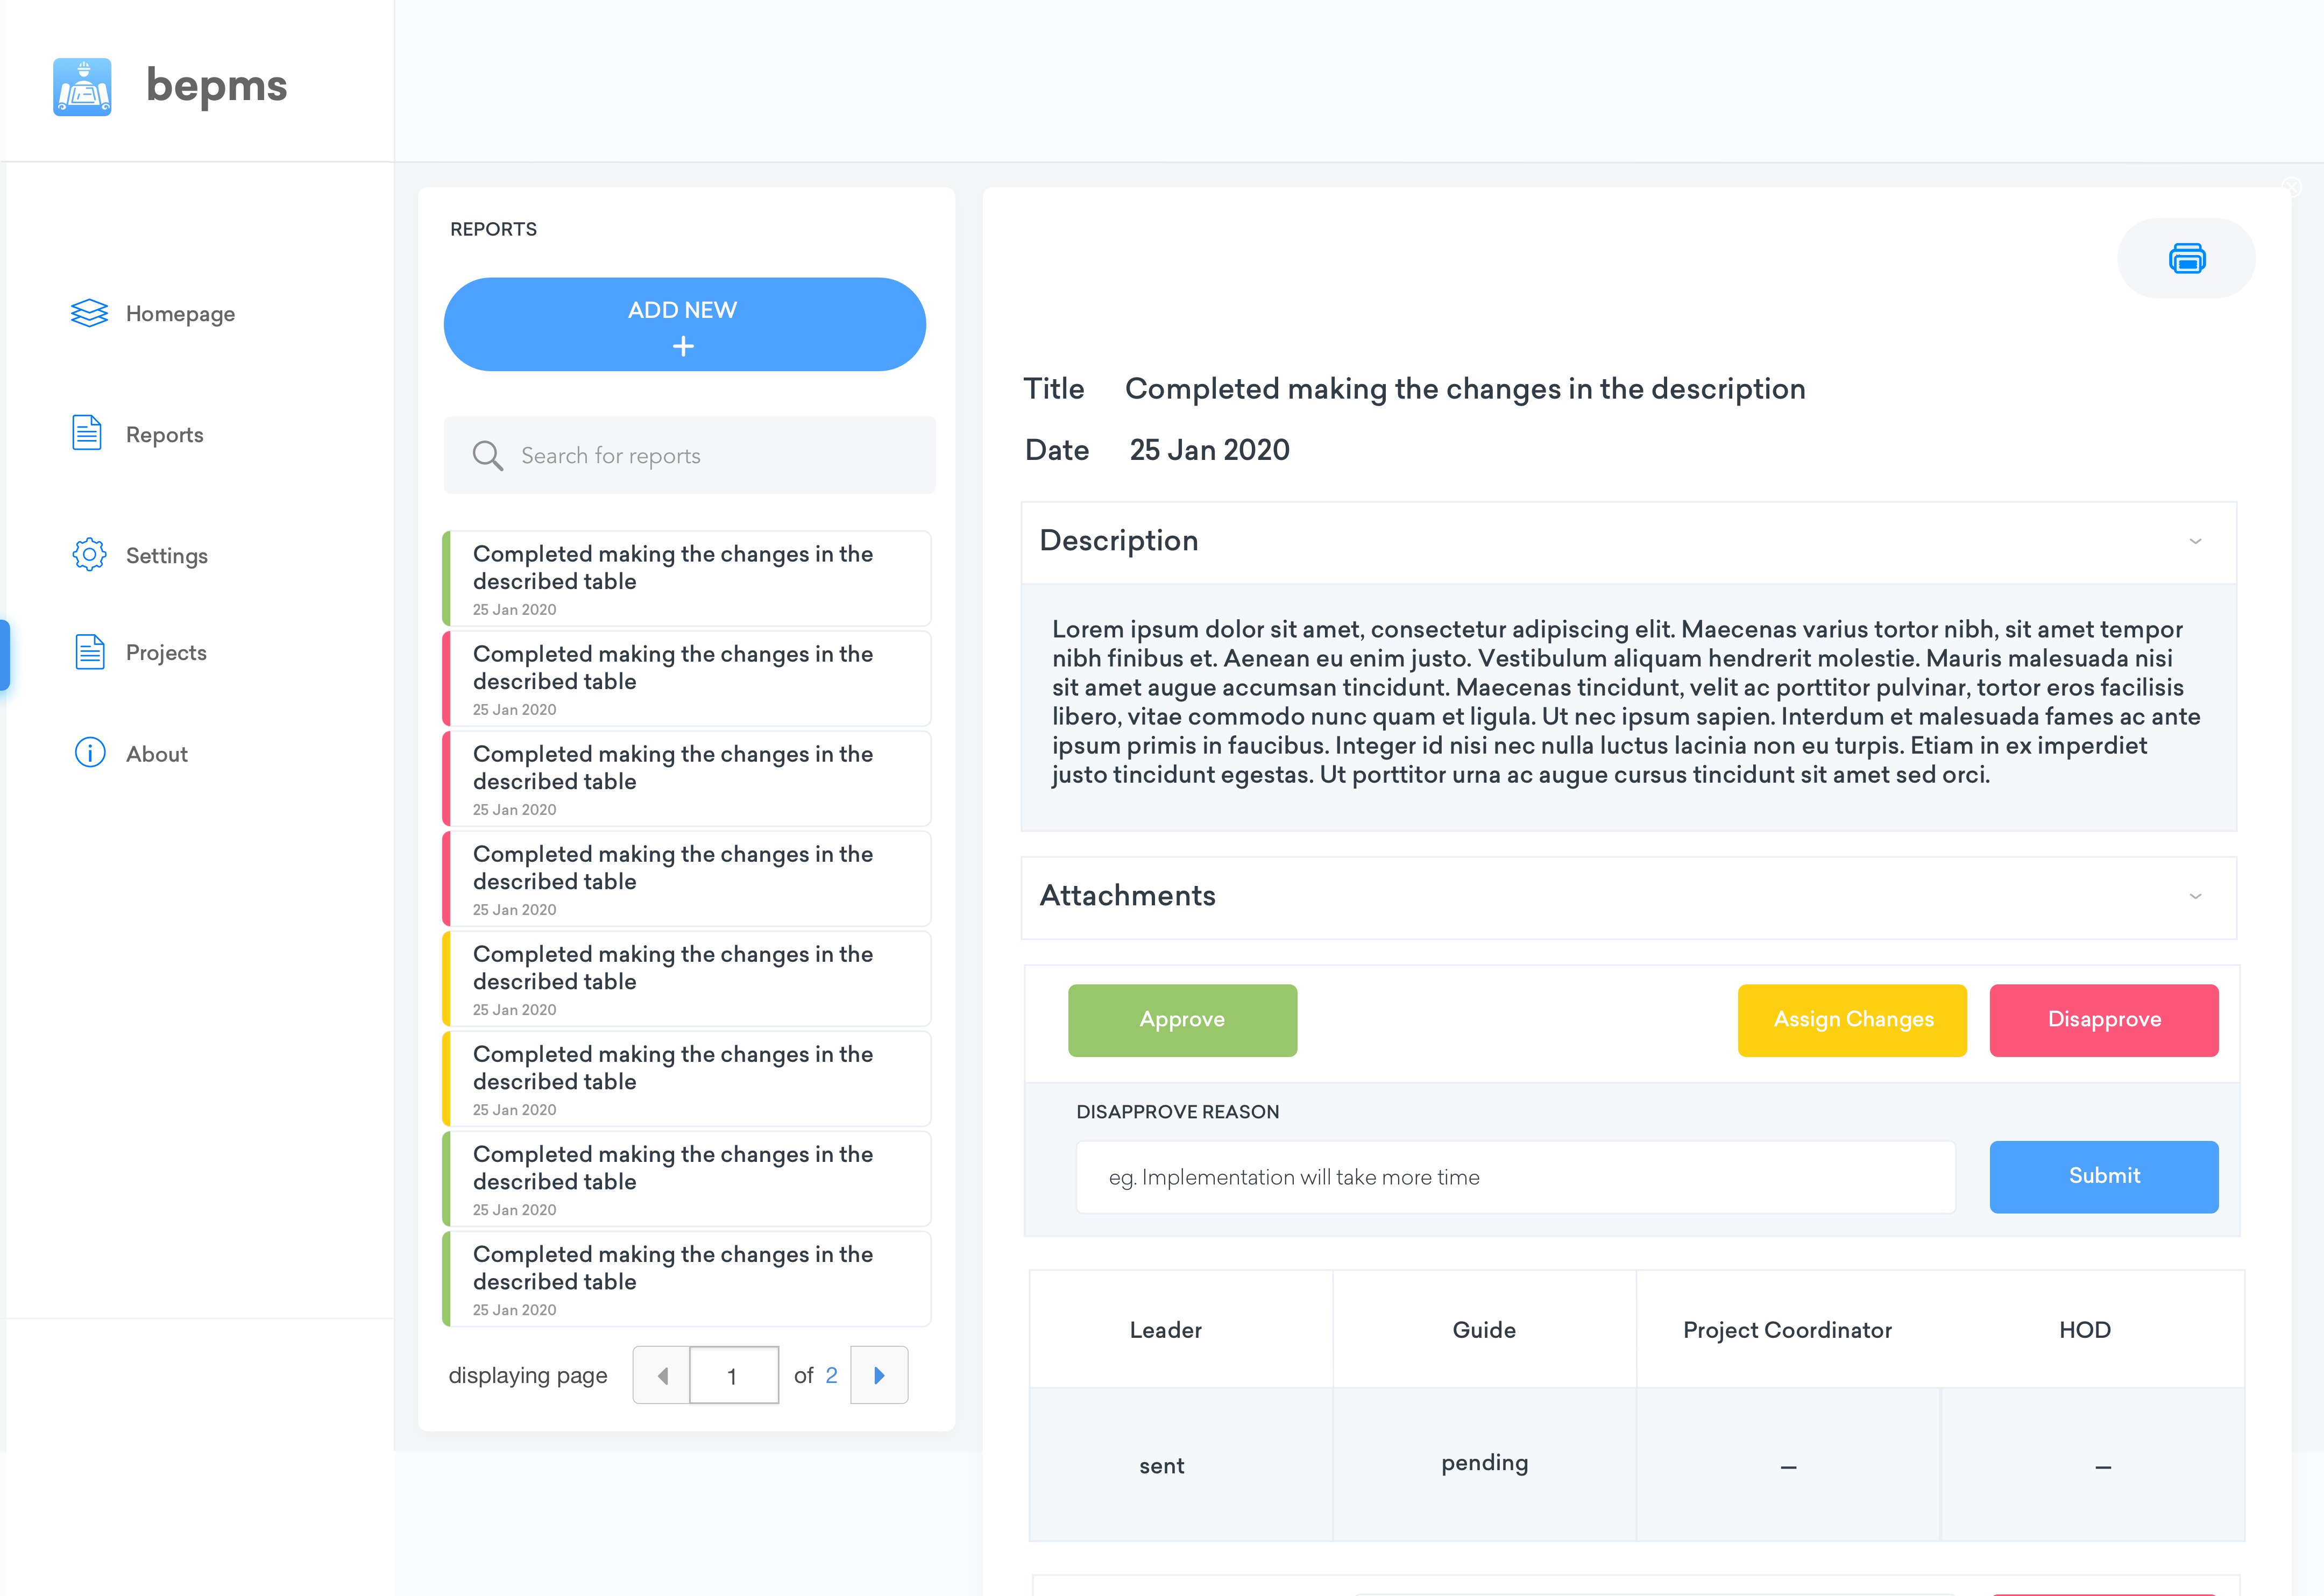 bepms
Homepage
Reports
Settings
Projects
About
REPORTS
ADD NEW
+
Search for reports
Completed making the changes in the
described table
25 Jan 2020
Completed making the changes in the
described table
25 Jan 2020
Completed making the changes in the
described table
25 Jan 2020
Completed making the changes in the
described table
25 Jan 2020
Completed making the changes in the
described table
25 Jan 2020
Completed making the changes in the
described table
25 Jan 2020
Completed making the changes in the
described table
25 Jan 2020
Completed making the changes in the
described table
25 Jan 2020
displaying page 1 of 2
Title Completed making the changes in the description
Date 25 Jan 2020
Description
Lorem ipsum dolor sit amet, consectetur adipiscing elit. Maecenas varius tortor nibh, sit amet tempor
nibh finibus et. Aenean eu enim justo. Vestibulum aliquam hendrerit molestie. Mauris malesuada nisi
sit amet augue accumsan tincidunt. Maecenas tincidunt, velit ac porttitor pulvinar, tortor eros facilisis
libero, vitae commodo nunc quam et ligula. Ut nec ipsum sapien. Interdum et malesuada fames ac ante
ipsum primis in faucibus. Integer id nisi nec nulla luctus lacinia non eu turpis. Etiam in ex imperdiet
justo tincidunt egestas. Ut porttitor urna ac augue cursus tincidunt sit amet sed orci.
Attachments
Approve Assign Changes Disapprove
DISAPPROVE REASON
eg. Implementation will take more time Submit
Leader Guide Project Coordinator HOD
sent pending – –